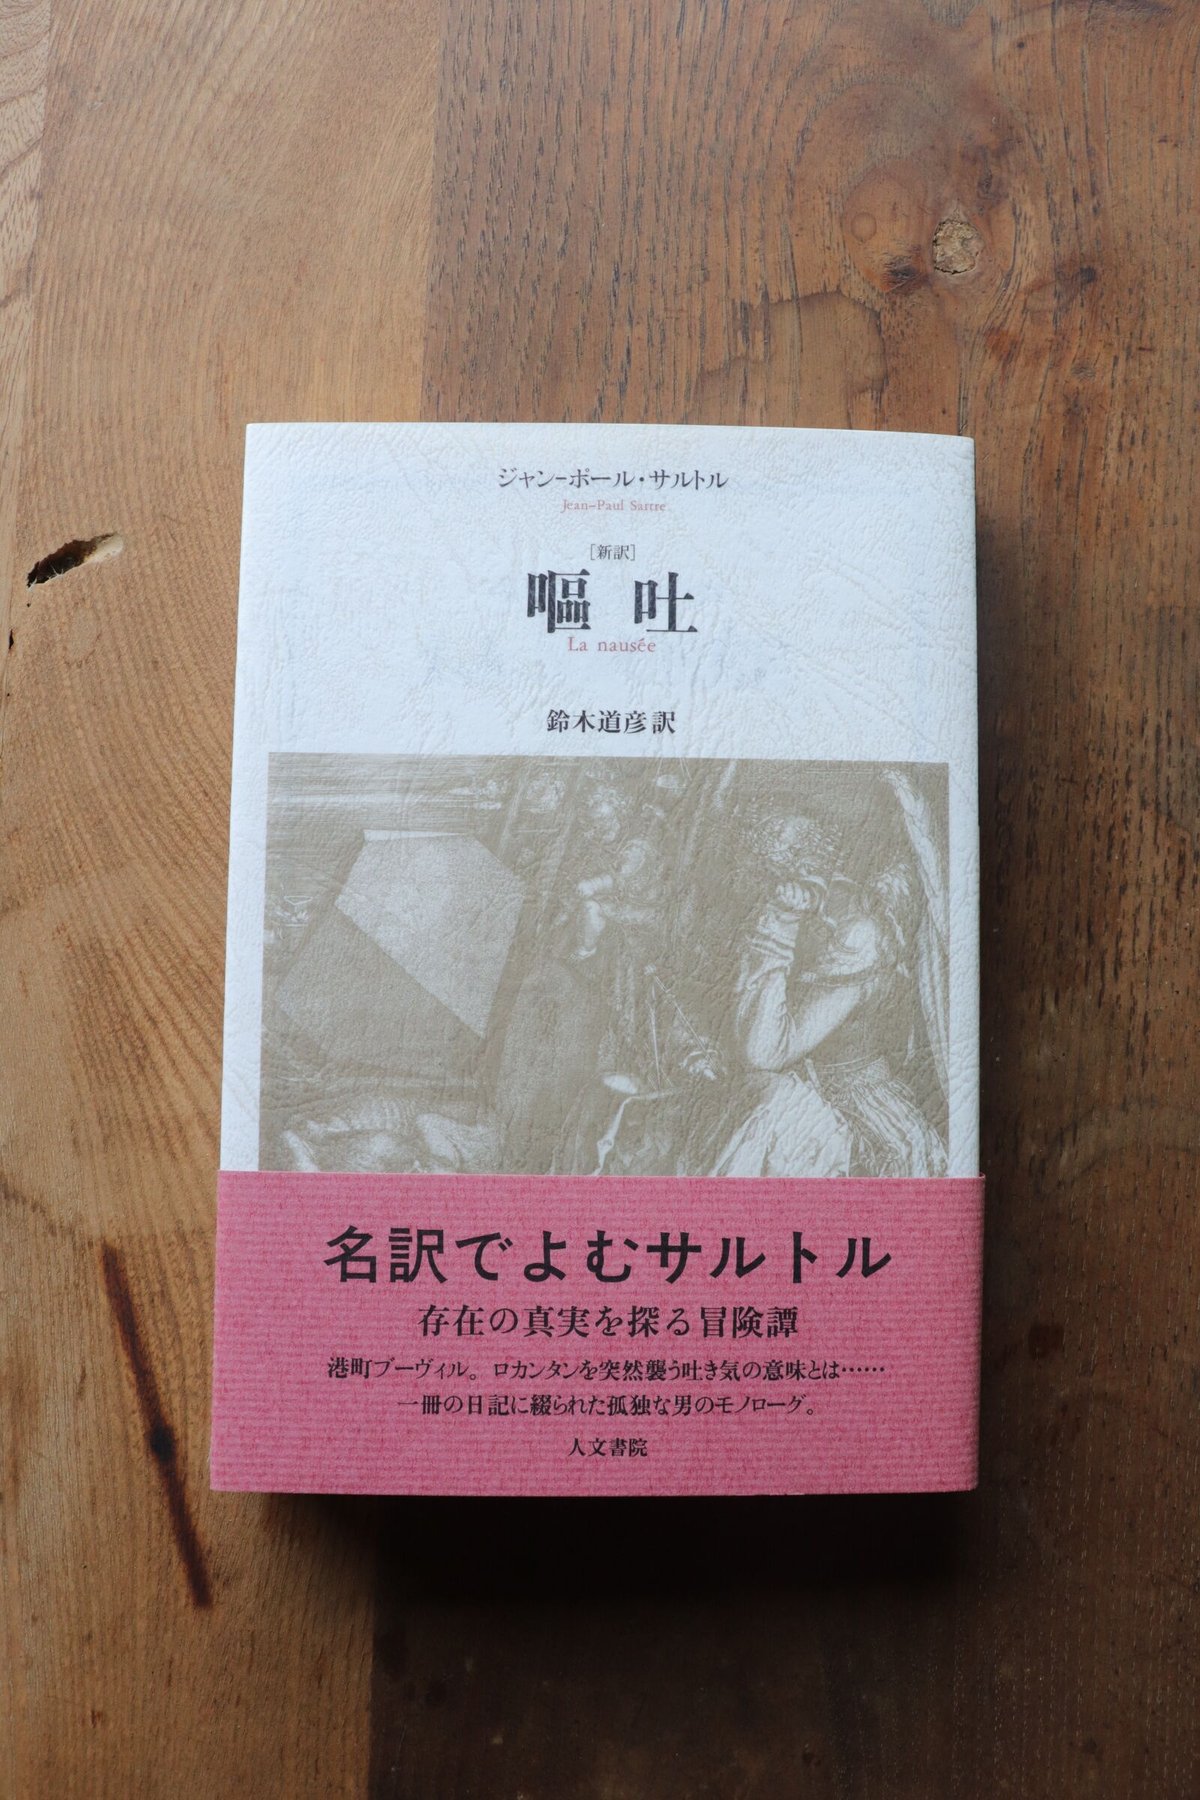 ジャン-ポール・サルトル
Jean-Paul Sartre
［新訳］
嘔吐
La nausée
鈴木道彦訳
名訳でよむサルトル
存在の真実を探る冒険譚
港町ブーヴィル。ロカンタンを突然襲う吐き気の意味とは……
一冊の日記に綴られた孤独な男のモノローグ。
人文書院